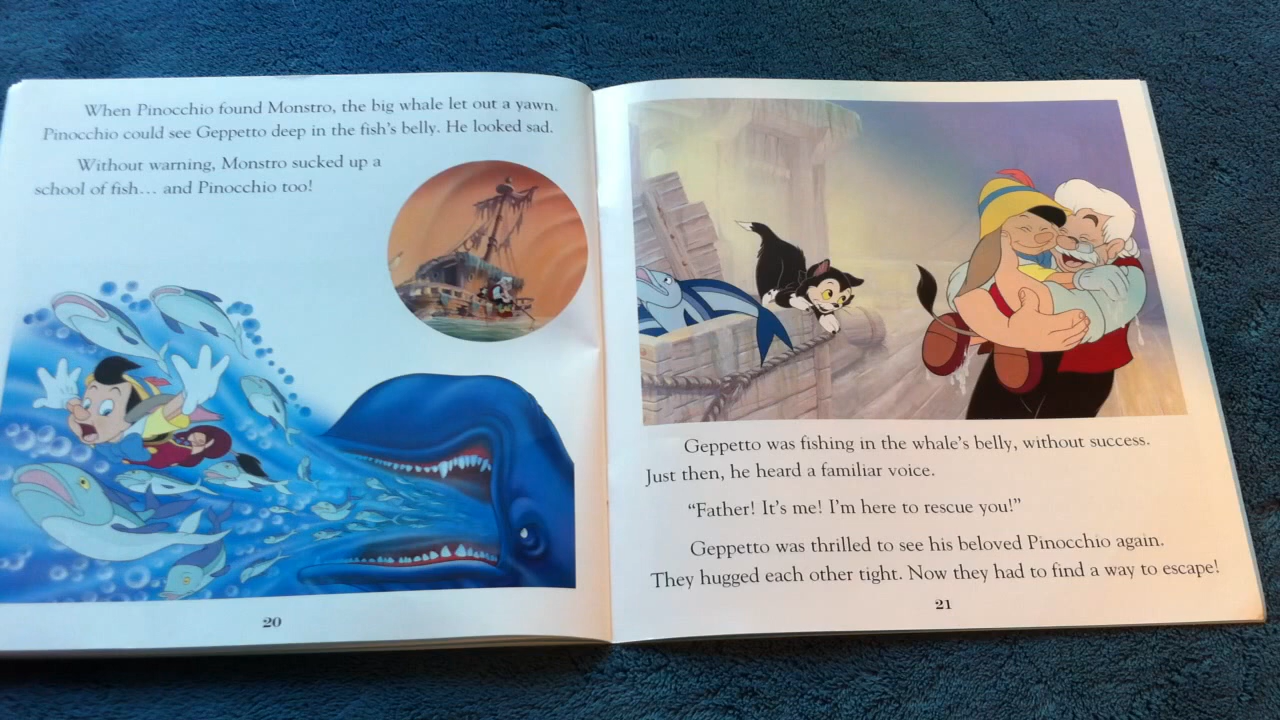 When Pinocchio found Monstro, the big whale let out a yawn.
Pinocchio could see Geppetto deep in the fish's belly. He looked sad.
Without warning, Monstro sucked up a
school of fish… and Pinocchio too!
20
Geppetto was fishing in the whale's belly, without success.
Just then, he heard a familiar voice.
“Father! It's me! I'm here to rescue you!”
Geppetto was thrilled to see his beloved Pinocchio again.
They hugged each other tight. Now they had to find a way to escape!
21